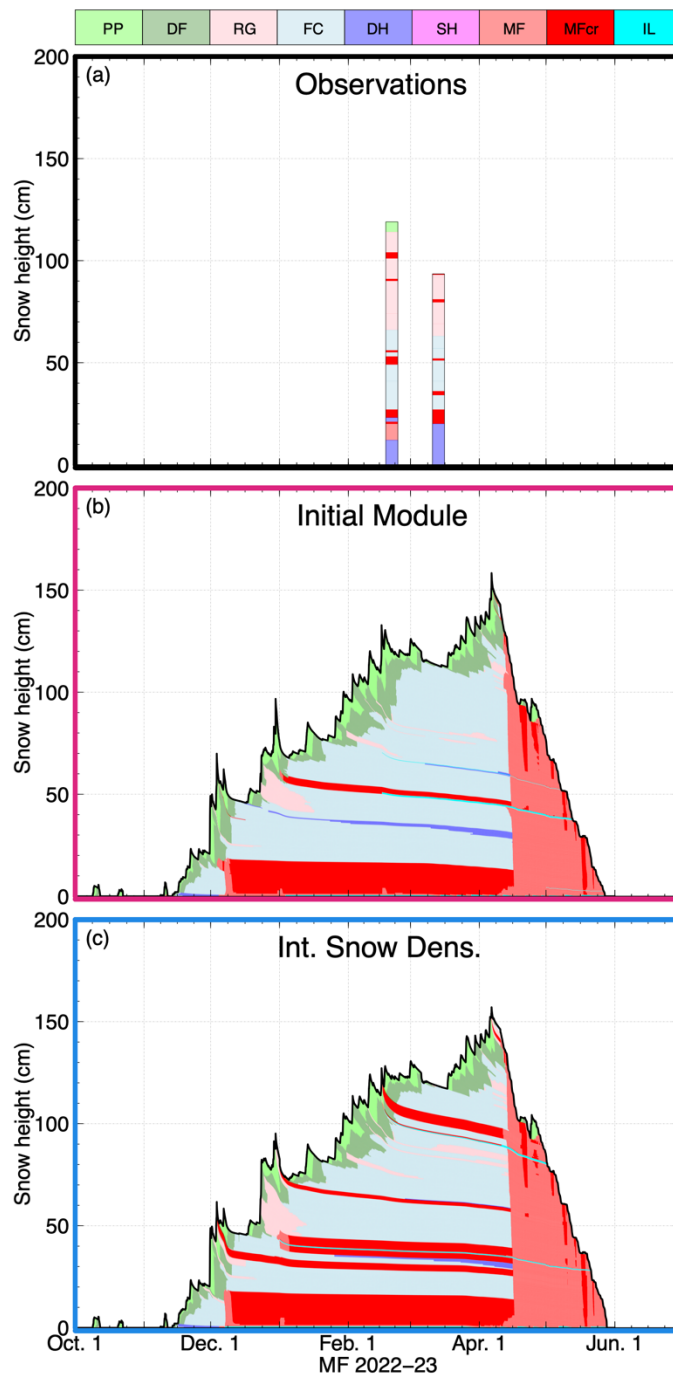 PP DF RG FC DH SH MF MFcr IL
(a) Observations
Snow height (cm)
200
150
100
50
0
(b) Initial Module
Snow height (cm)
200
150
100
50
0
(c) Int. Snow Dens.
Snow height (cm)
200
150
100
50
0
Oct. 1 Dec. 1 Feb. 1 Apr. 1 Jun. 1
MF 2022–23